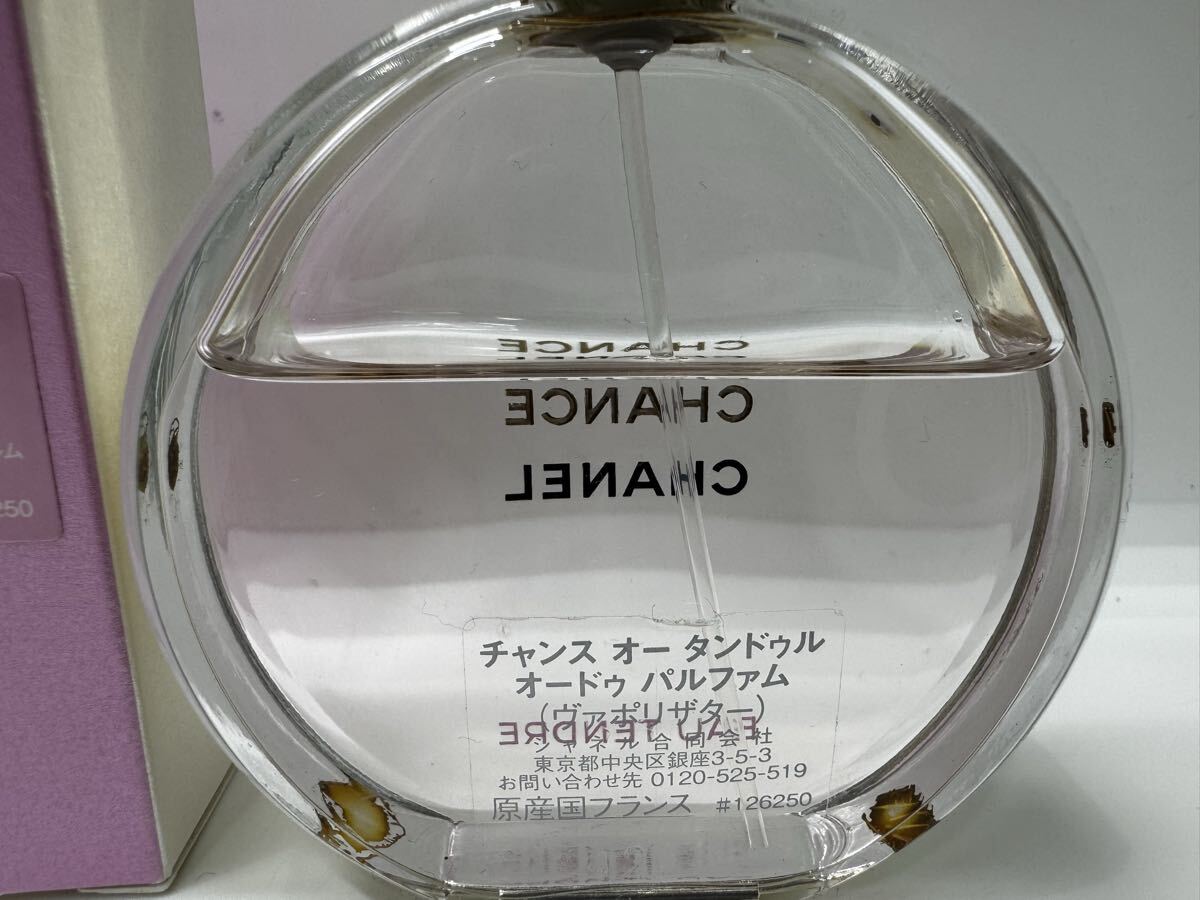 CHANCE
CHANCE
CHANEL
チャンス オー タンドゥル
オードゥ パルファム
(ヴァポリザター)
EAU TENDRE
シャネル合同会社
東京都中央区銀座3-5-3
お問い合わせ先 0120-525-519
原産国フランス #126250
ム
250